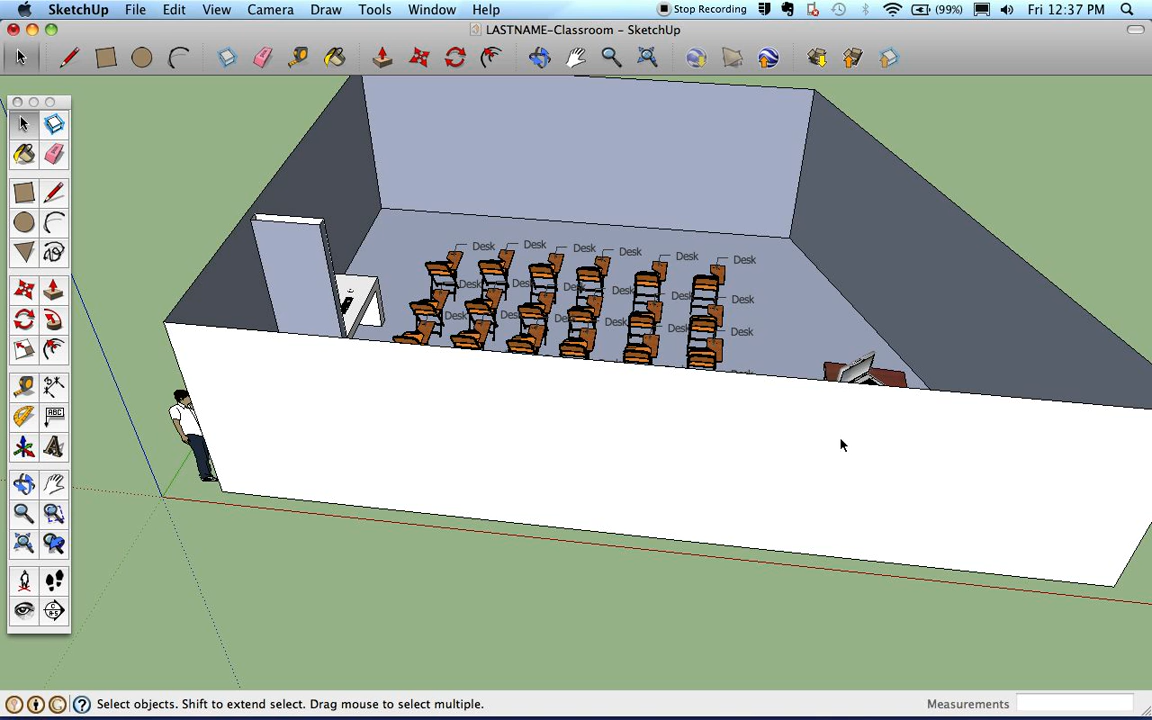 SketchUp File Edit View Camera Draw Tools Window Help Stop Recording (99%) Fri 12:37 PM
LASTNAME-Classroom – SketchUp
Desk Desk Desk Desk Desk Desk
Desk Desk Desk Desk Desk Desk
Desk Desk Desk Desk Desk Desk
ABC
Select objects. Shift to extend select. Drag mouse to select multiple.
Measurements